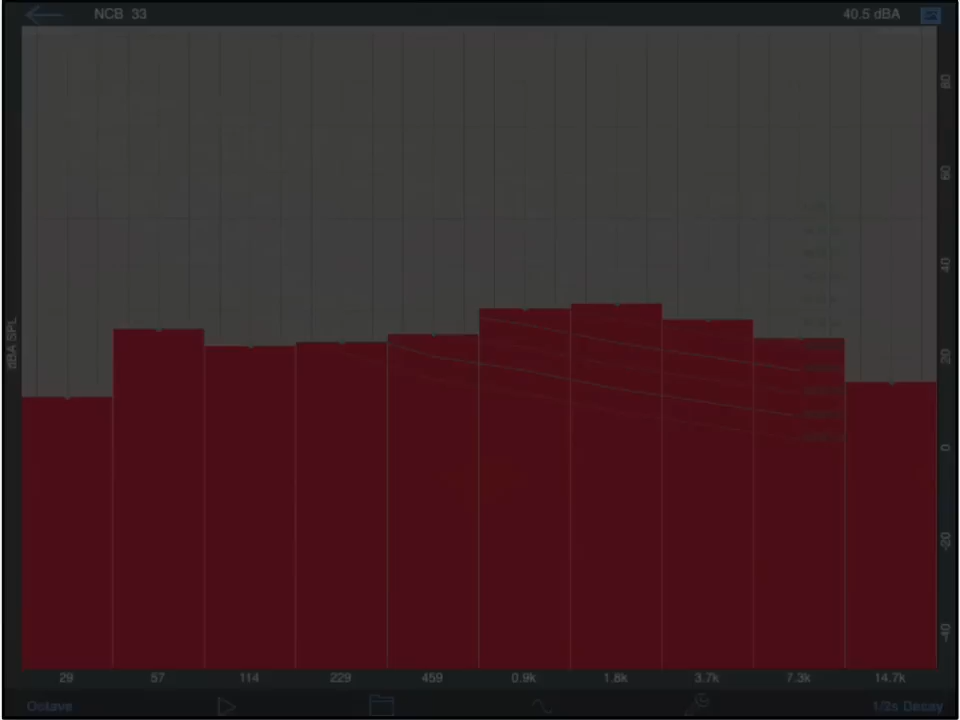 NCB 33
40.5 dBA
80
60
40
20
0
-20
-40
dBA SPL
29 57 114 229 459 0.9k 1.8k 3.7k 7.3k 14.7k
Octave
1/2s Decay